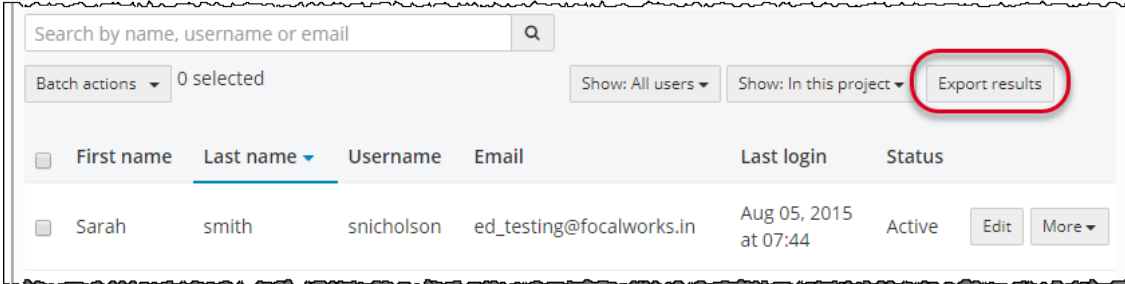 Search by name, username or email
Batch actions 0 selected Show: All users Show: In this project Export results
First name Last name Username Email Last login Status
Sarah smith snicholson ed_testing@focalworks.in Aug 05, 2015 Active Edit More
at 07:44